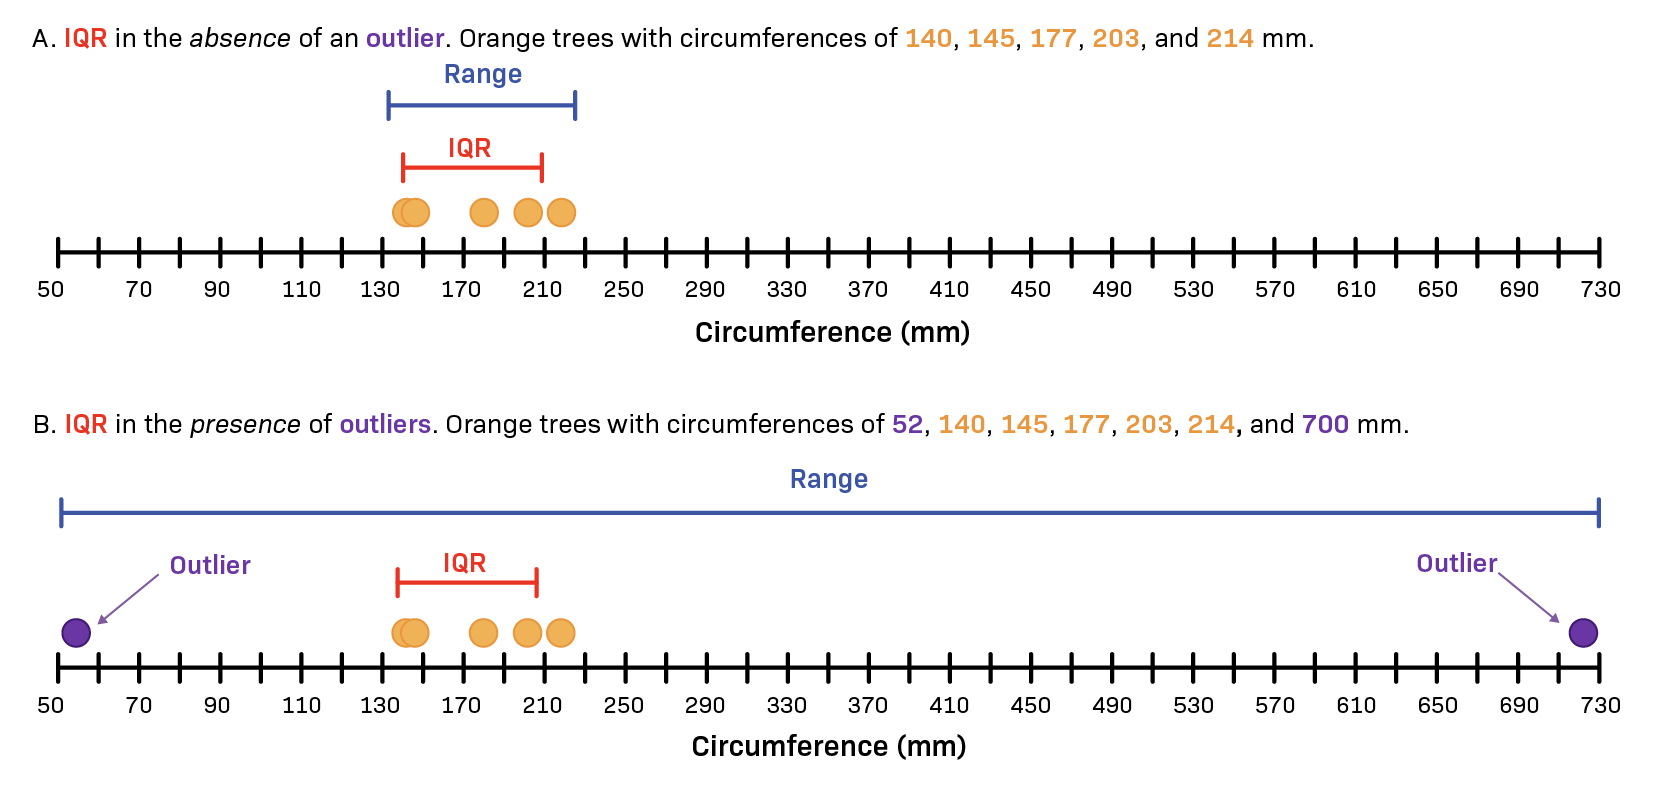 A. IQR in the absence of an outlier. Orange trees with circumferences of 140, 145, 177, 203, and 214 mm.
Range
IQR
50 70 90 110 130 170 210 250 290 330 370 410 450 490 530 570 610 650 690 730
Circumference (mm)
B. IQR in the presence of outliers. Orange trees with circumferences of 52, 140, 145, 177, 203, 214, and 700 mm.
Range
Outlier IQR Outlier
50 70 90 110 130 170 210 250 290 330 370 410 450 490 530 570 610 650 690 730
Circumference (mm)